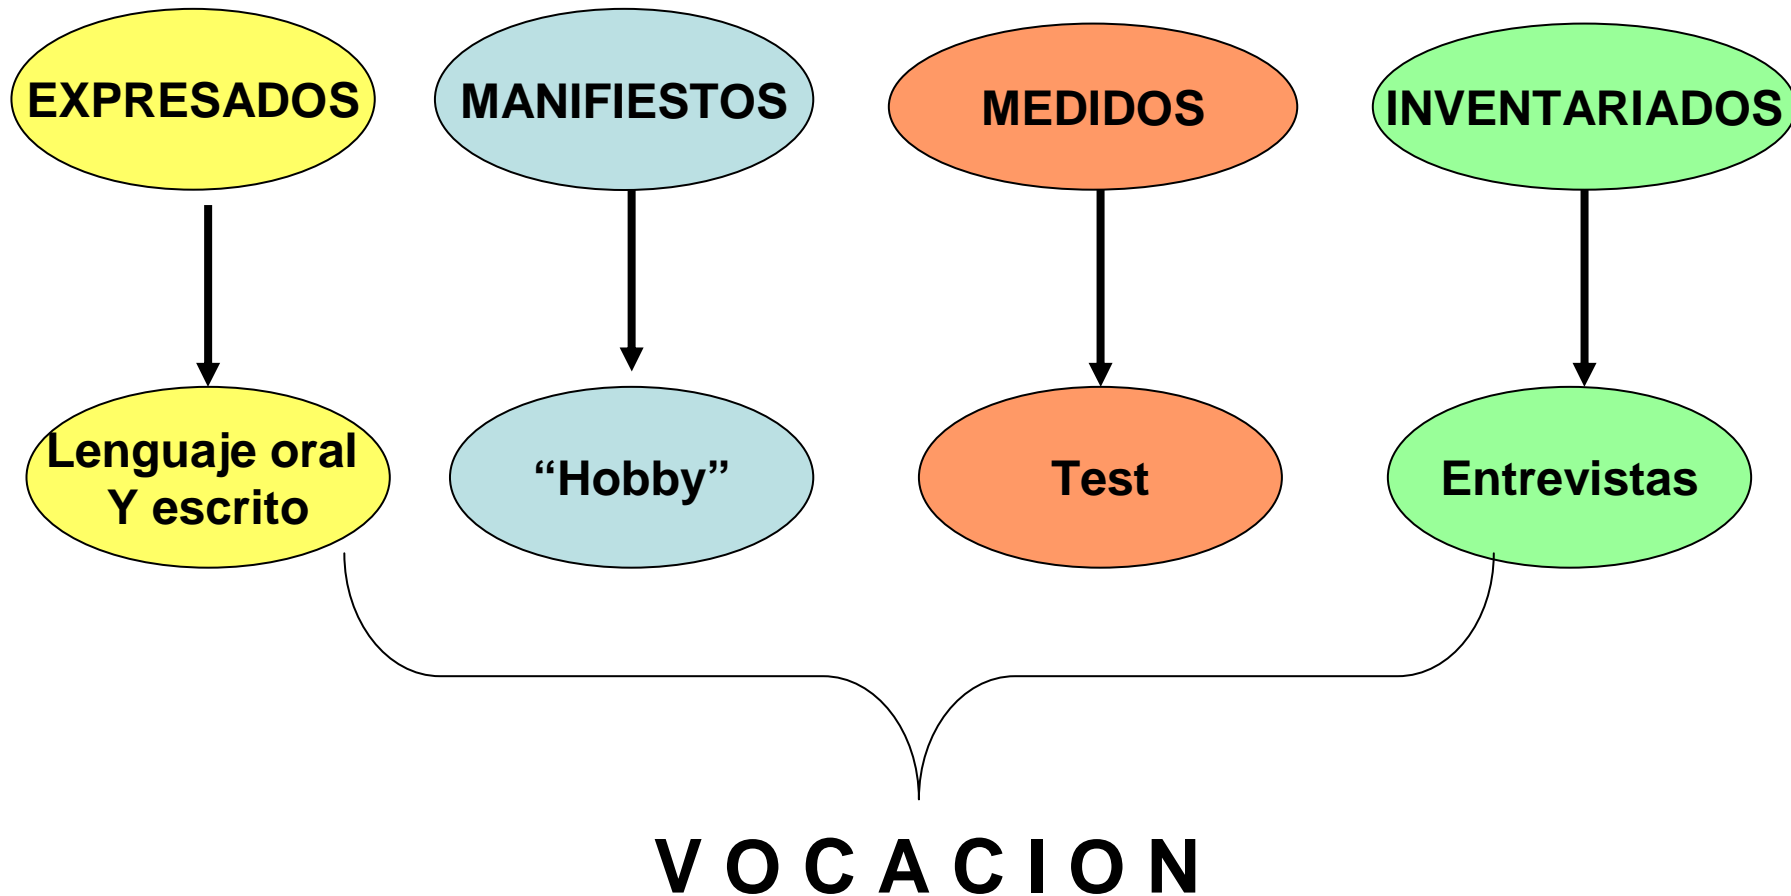 EXPRESADOS
MANIFIESTOS
MEDIDOS
INVENTARIADOS
Lenguaje oral
Y escrito
“Hobby”
Test
Entrevistas
V O C A C I O N